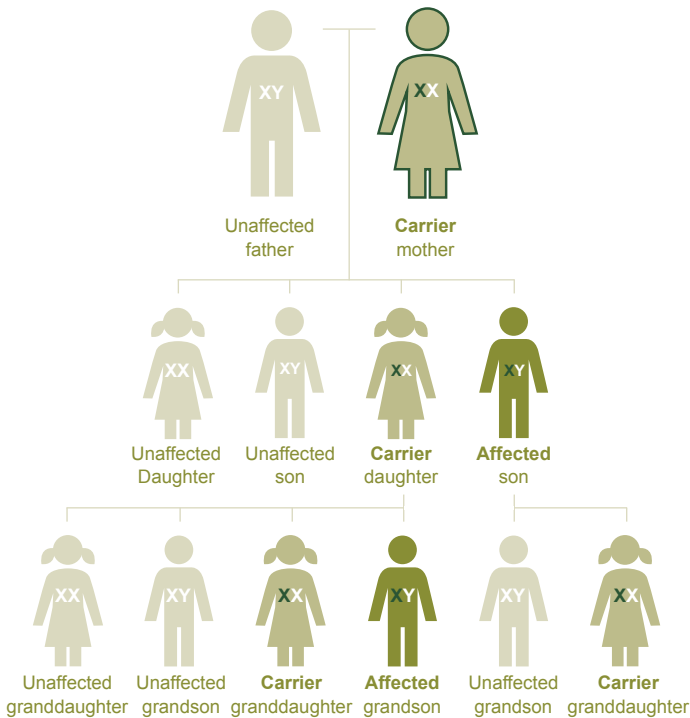 XY
XX
Unaffected
father
Carrier
mother
XX
XY
XX
XY
Unaffected
Daughter
Unaffected
son
Carrier
daughter
Affected
son
XX
XY
XX
XY
XY
XX
Unaffected
granddaughter
Unaffected
grandson
Carrier
granddaughter
Affected
grandson
Unaffected
grandson
Carrier
granddaughter